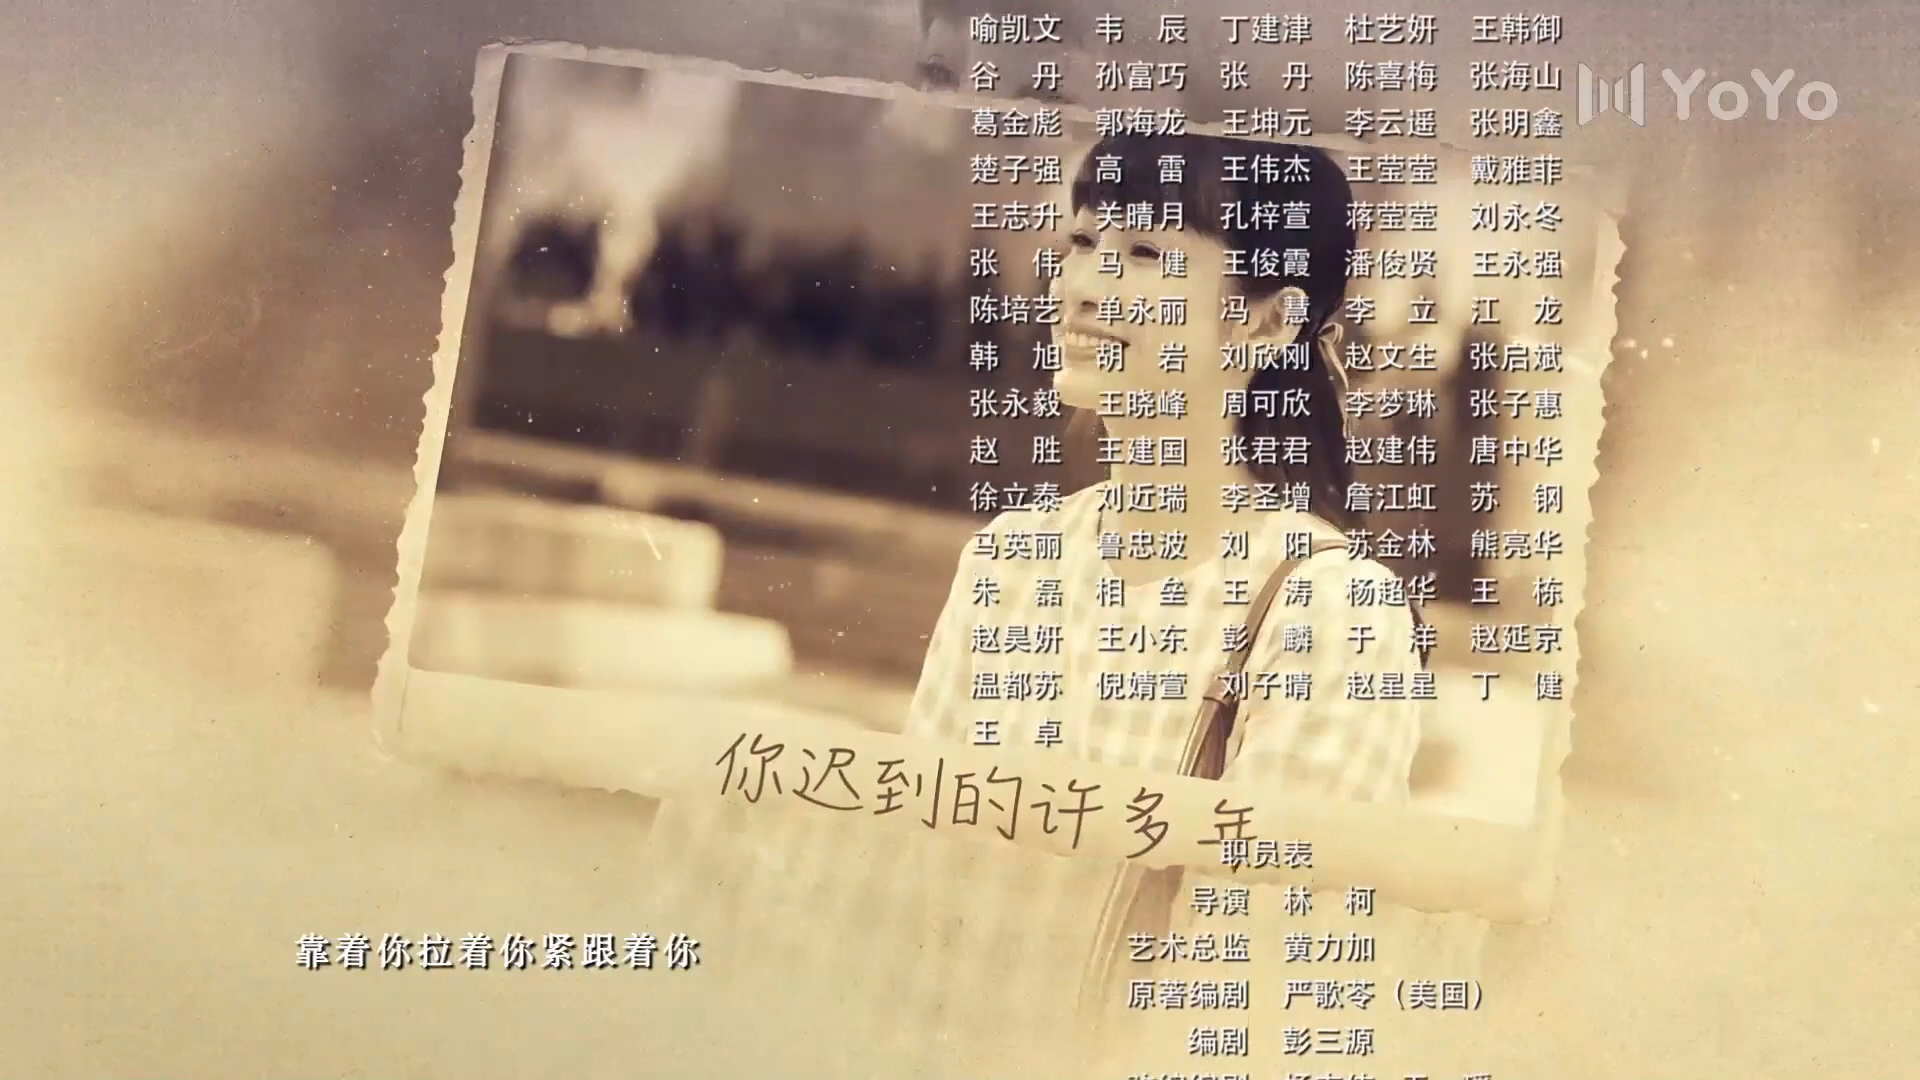 喻凯文 韦 辰 丁建津 杜艺妍 王韩御
谷 丹 孙富巧 张 丹 陈喜梅 张海山
YoYo
葛金彪 郭海龙 王坤元 李云遥 张明鑫
楚子强 高 雷 王伟杰 王莹莹 戴雅菲
王志升 关晴月 孔梓萱 蒋莹莹 刘永冬
张 伟 马 健 王俊霞 潘俊贤 王永强
陈培艺 单永丽 冯 慧 李 立 江 龙
韩 旭 胡 岩 刘欣刚 赵文生 张启斌
张永毅 王晓峰 周可欣 李梦琳 张子惠
赵 胜 王建国 张君君 赵建伟 唐中华
徐立泰 刘近瑞 李圣增 詹江虹 苏 钢
马英丽 鲁忠波 刘 阳 苏金林 熊亮华
朱 磊 相 垒 王 涛 杨超华 王 栋
赵昊妍 王小东 彭 麟 于 洋 赵延京
温都苏 倪婧萱 刘子晴 赵星星 丁 健
王 卓
你迟到的许多年
职员表
导演 林 柯
艺术总监 黄力加
靠着你拉着你紧跟着你
原著编剧 严歌苓（美国）
编剧 彭三源